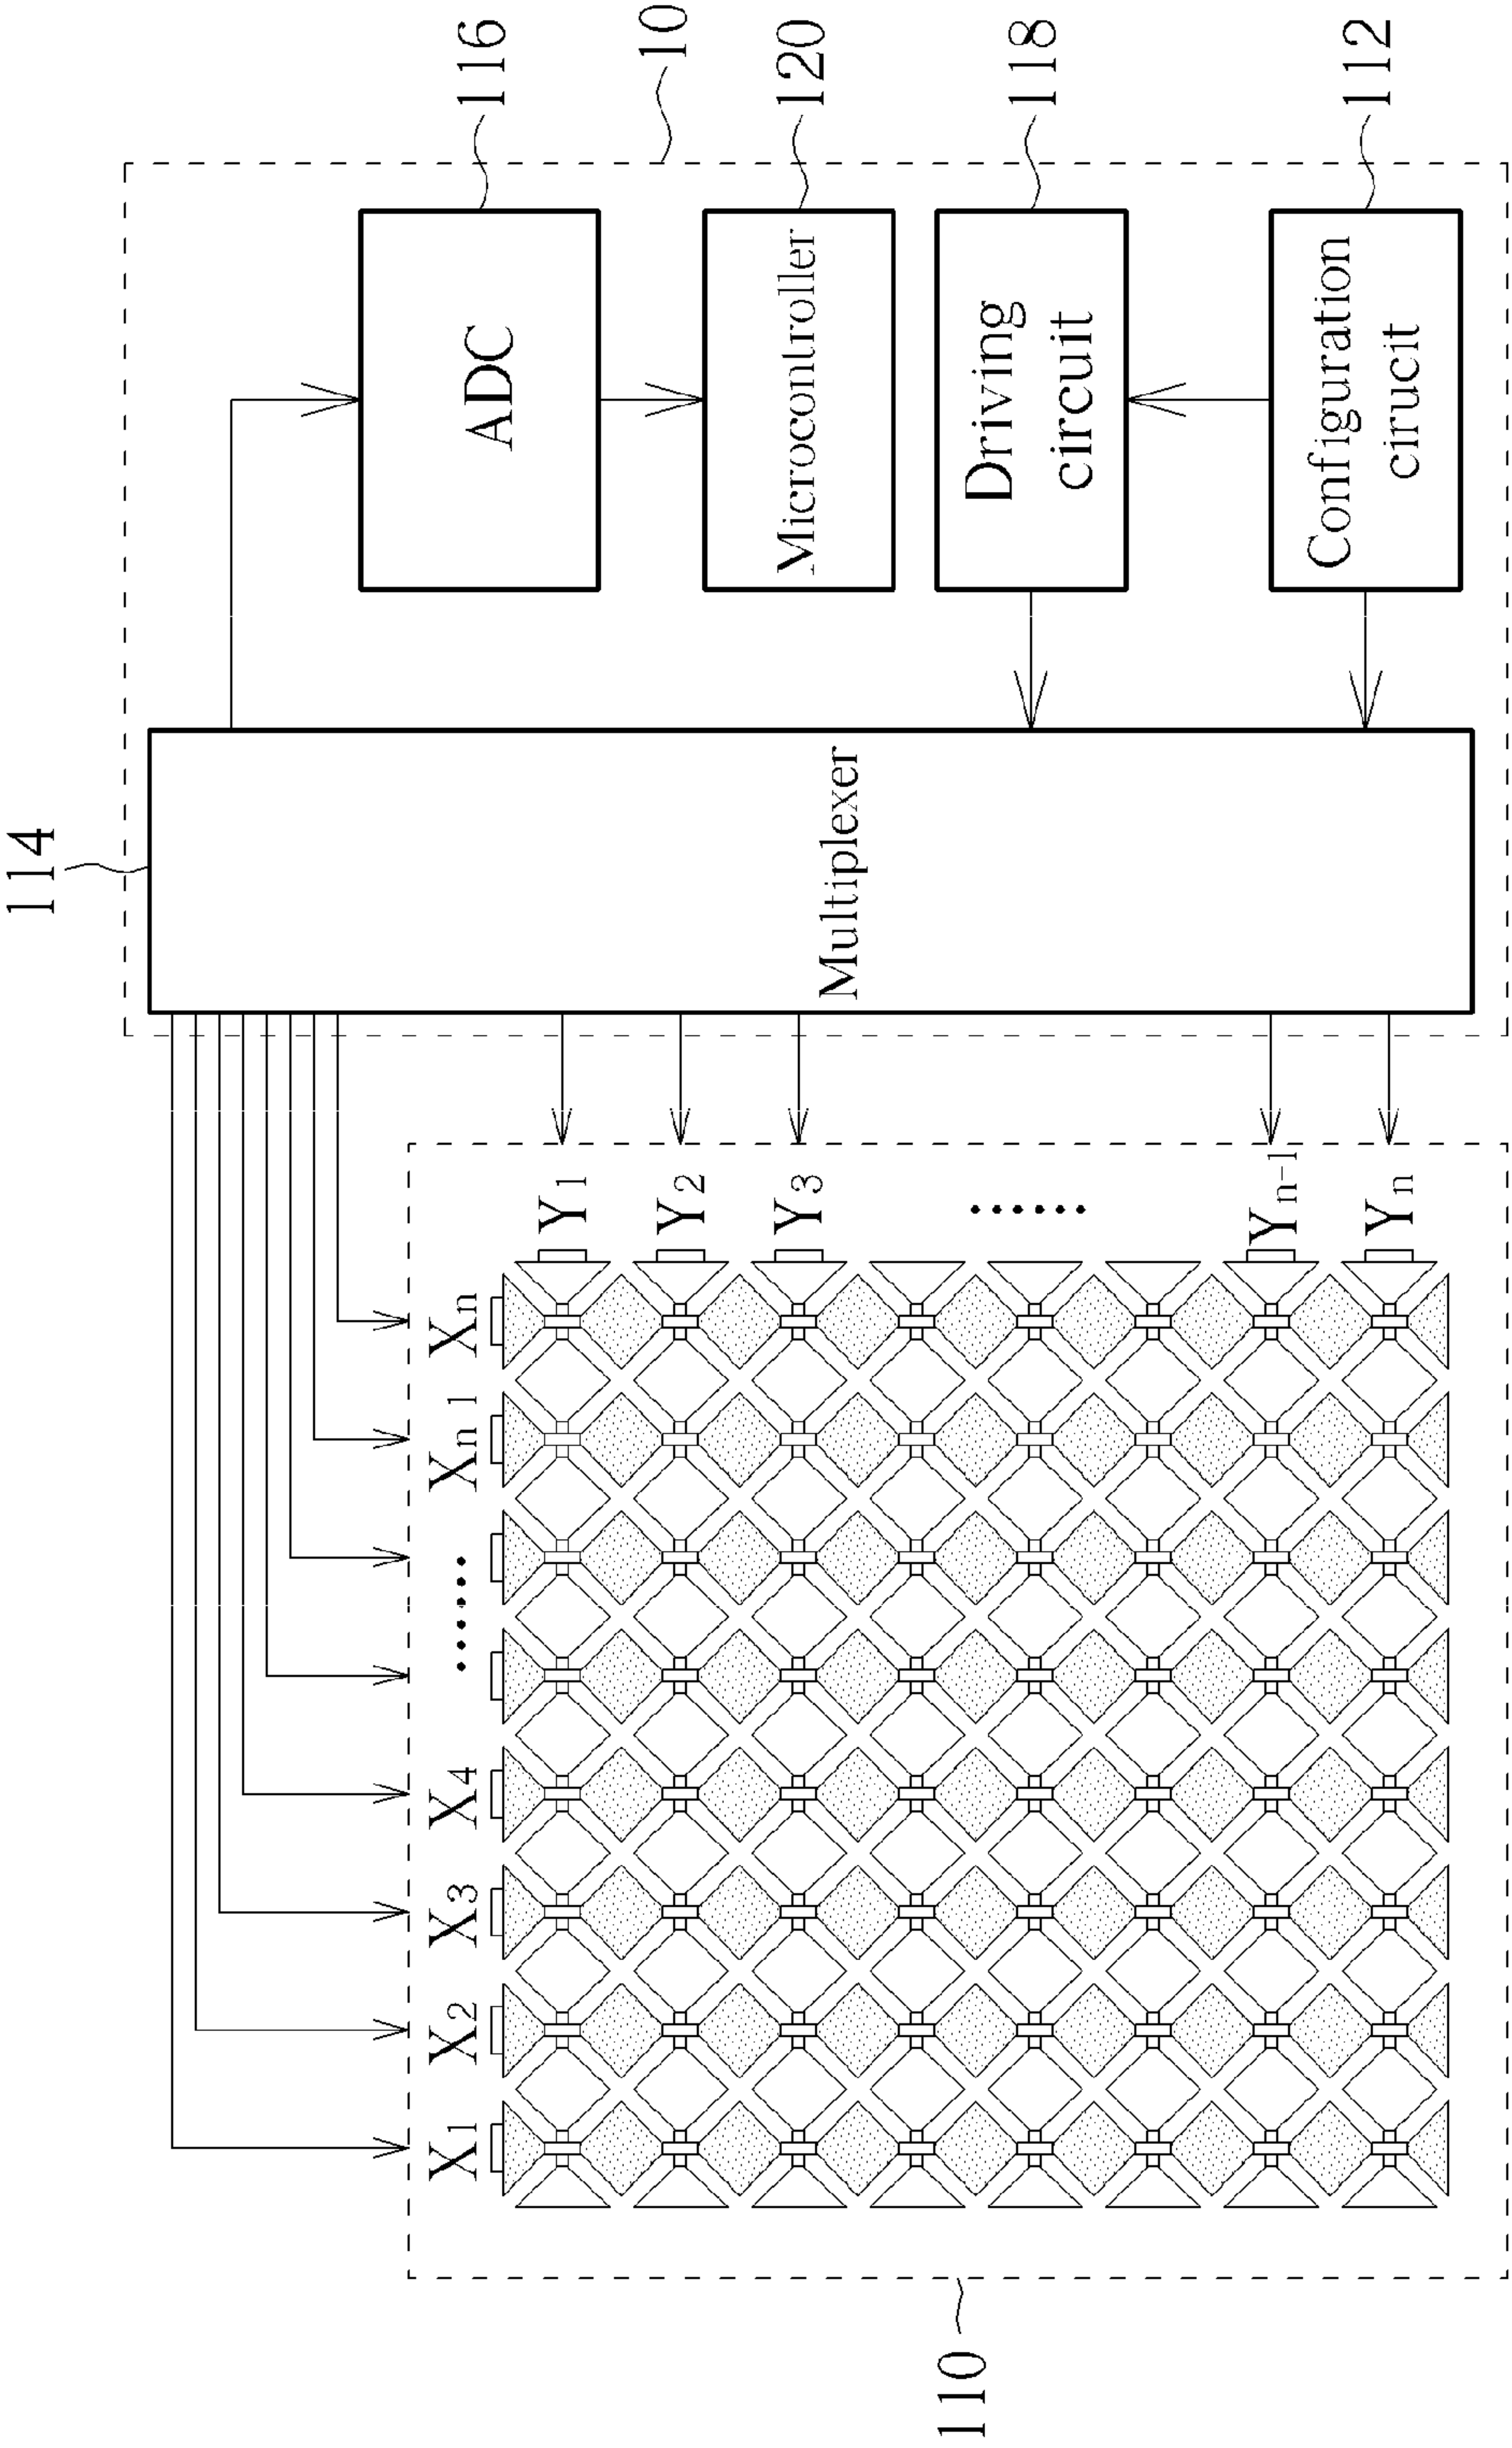 114
X1 X2 X3 X4 ...... Xn 1 Xn
ADC
116
Y1
10
Y2
Y3
Microcontroller
120
Multiplexer
110
......
Driving
circuit
118
Yn-1
Yn
Configuration
cirucit
112